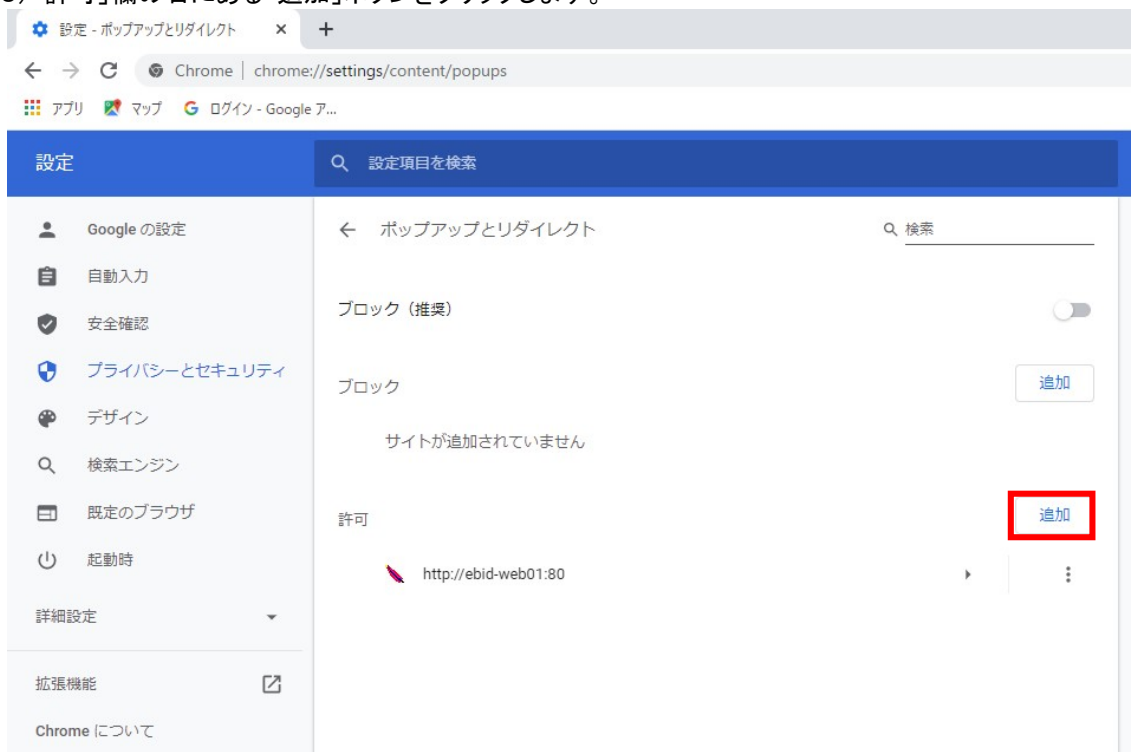 許可」欄の右にある「追加」ボタンをクリックします。
設定 - ポップアップとリダイレクト
Chrome | chrome://settings/content/popups
アプリ マップ ログイン - Google ア...
設定
設定項目を検索
Google の設定
自動入力
安全確認
プライバシーとセキュリティ
デザイン
検索エンジン
既定のブラウザ
起動時
詳細設定
拡張機能
Chrome について
ポップアップとリダイレクト
検索
ブロック（推奨）
ブロック
追加
サイトが追加されていません
許可
追加
http://ebid-web01:80